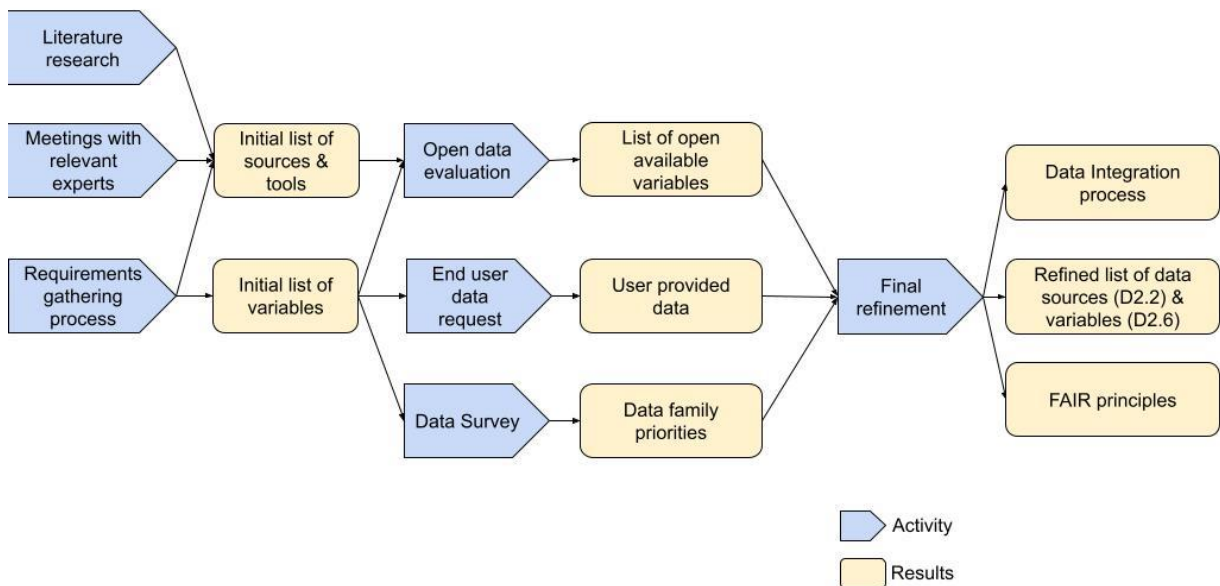 Literature
research
Meetings with
relevant
experts
Requirements
gathering
process
Initial list of
sources &
tools
Initial list of
variables
Open data
evaluation
End user
data
request
Data Survey
List of open
available
variables
User provided
data
Data family
priorities
Final
refinement
Data Integration
process
Refined list of data
sources (D2.2) &
variables (D2.6)
FAIR principles
Activity
Results